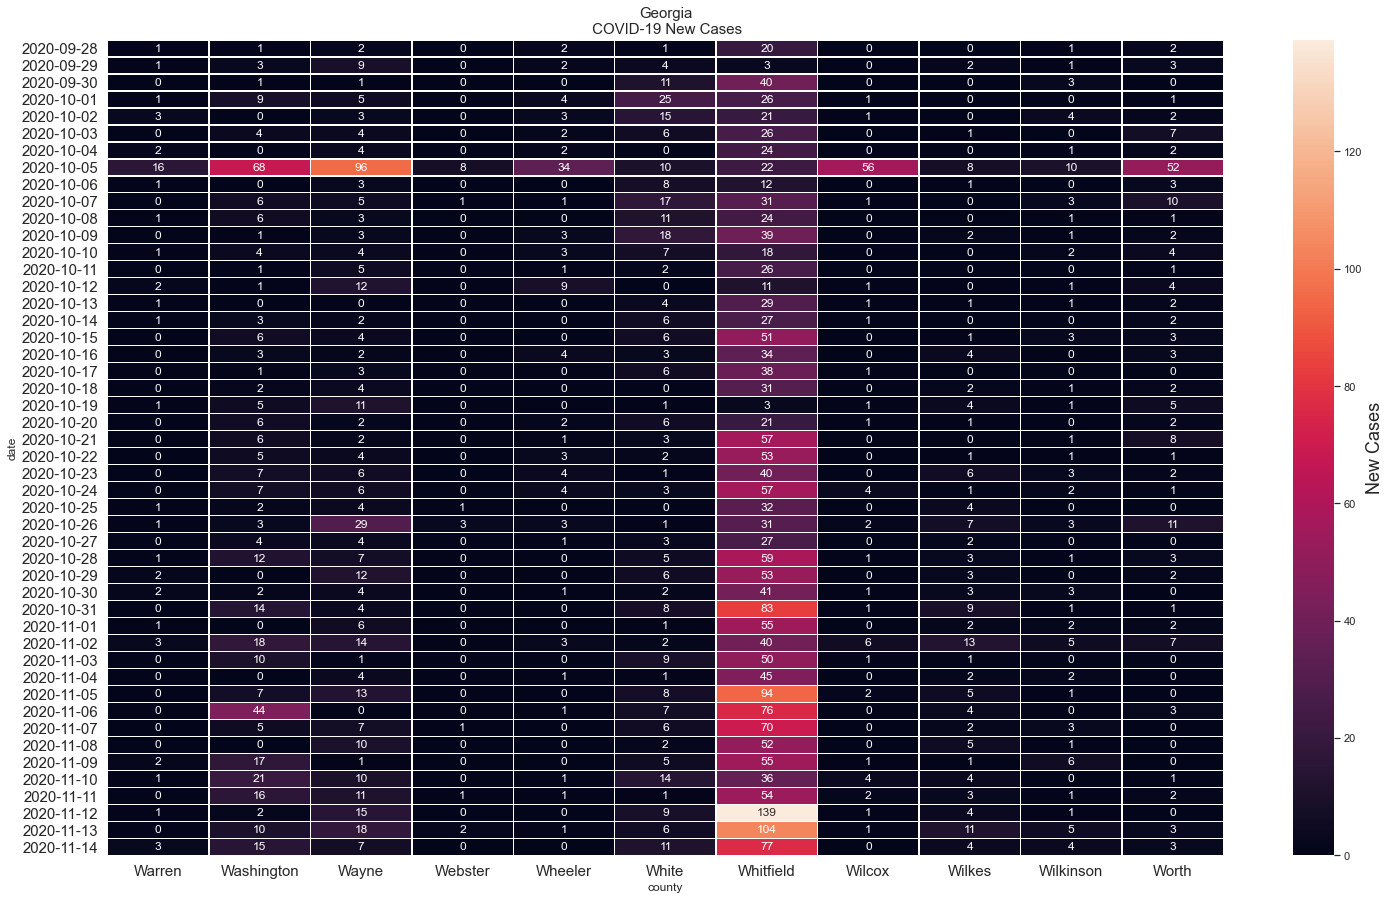 Georgia
COVID-19 New Cases
2020-09-28 1 1 2 0 2 1 20 0 0 1 2
2020-09-29 1 3 9 0 2 4 3 0 2 1 3
2020-09-30 0 1 1 0 0 11 40 0 0 3 0
2020-10-01 1 9 5 0 4 25 26 1 0 0 1
2020-10-02 3 0 3 0 3 15 21 1 0 4 2
2020-10-03 0 4 4 0 2 6 26 0 1 0 7
2020-10-04 2 0 4 0 2 0 24 0 0 1 2
2020-10-05 16 68 96 8 34 10 22 56 8 10 52
2020-10-06 1 0 3 0 0 8 12 0 1 0 3
2020-10-07 0 6 5 1 1 17 31 1 0 3 10
2020-10-08 1 6 3 0 0 11 24 0 0 1 1
2020-10-09 0 1 3 0 3 18 39 0 2 1 2
2020-10-10 1 4 4 0 3 7 18 0 0 2 4
2020-10-11 0 1 5 0 1 2 26 0 0 0 1
2020-10-12 2 1 12 0 9 0 11 1 0 1 4
2020-10-13 1 0 0 0 0 4 29 1 1 1 2
2020-10-14 1 3 2 0 0 6 27 1 0 0 2
2020-10-15 0 6 4 0 0 6 51 0 1 3 3
2020-10-16 0 3 2 0 4 3 34 0 4 0 3
2020-10-17 0 1 3 0 0 6 38 1 0 0 0
2020-10-18 0 2 4 0 0 0 31 0 2 1 2
2020-10-19 1 5 11 0 0 1 3 1 4 1 5
2020-10-20 0 6 2 0 2 6 21 1 1 0 2
2020-10-21 0 6 2 0 1 3 57 0 0 1 8
2020-10-22 0 5 4 0 3 2 53 0 1 1 1
2020-10-23 0 7 6 0 4 1 40 0 6 3 2
2020-10-24 0 7 6 0 4 3 57 4 1 2 1
2020-10-25 1 2 4 1 0 0 32 0 4 0 0
2020-10-26 1 3 29 3 3 1 31 2 7 3 11
2020-10-27 0 4 4 0 1 3 27 0 2 0 0
2020-10-28 1 12 7 0 0 5 59 1 3 1 3
2020-10-29 2 0 12 0 0 6 53 0 3 0 2
2020-10-30 2 2 4 0 1 2 41 1 3 3 0
2020-10-31 0 14 4 0 0 8 83 1 9 1 1
2020-11-01 1 0 6 0 0 1 55 0 2 2 2
2020-11-02 3 18 14 0 3 2 40 6 13 5 7
2020-11-03 0 10 1 0 0 9 50 1 1 0 0
2020-11-04 0 0 4 0 1 1 45 0 2 2 0
2020-11-05 0 7 13 0 0 8 94 2 5 1 0
2020-11-06 0 44 0 0 1 7 76 0 4 0 3
2020-11-07 0 5 7 1 0 6 70 0 2 3 0
2020-11-08 0 0 10 0 0 2 52 0 5 1 0
2020-11-09 2 17 1 0 0 5 55 1 1 6 0
2020-11-10 1 21 10 0 1 14 36 4 4 0 1
2020-11-11 0 16 11 1 1 1 54 2 3 1 2
2020-11-12 1 2 15 0 0 9 139 1 4 1 0
2020-11-13 0 10 18 2 1 6 104 1 11 5 3
2020-11-14 3 15 7 0 0 11 77 0 4 4 3
Warren Washington Wayne Webster Wheeler White Whitfield Wilcox Wilkes Wilkinson Worth
county
date
120
100
80
60
40
20
0
New Cases